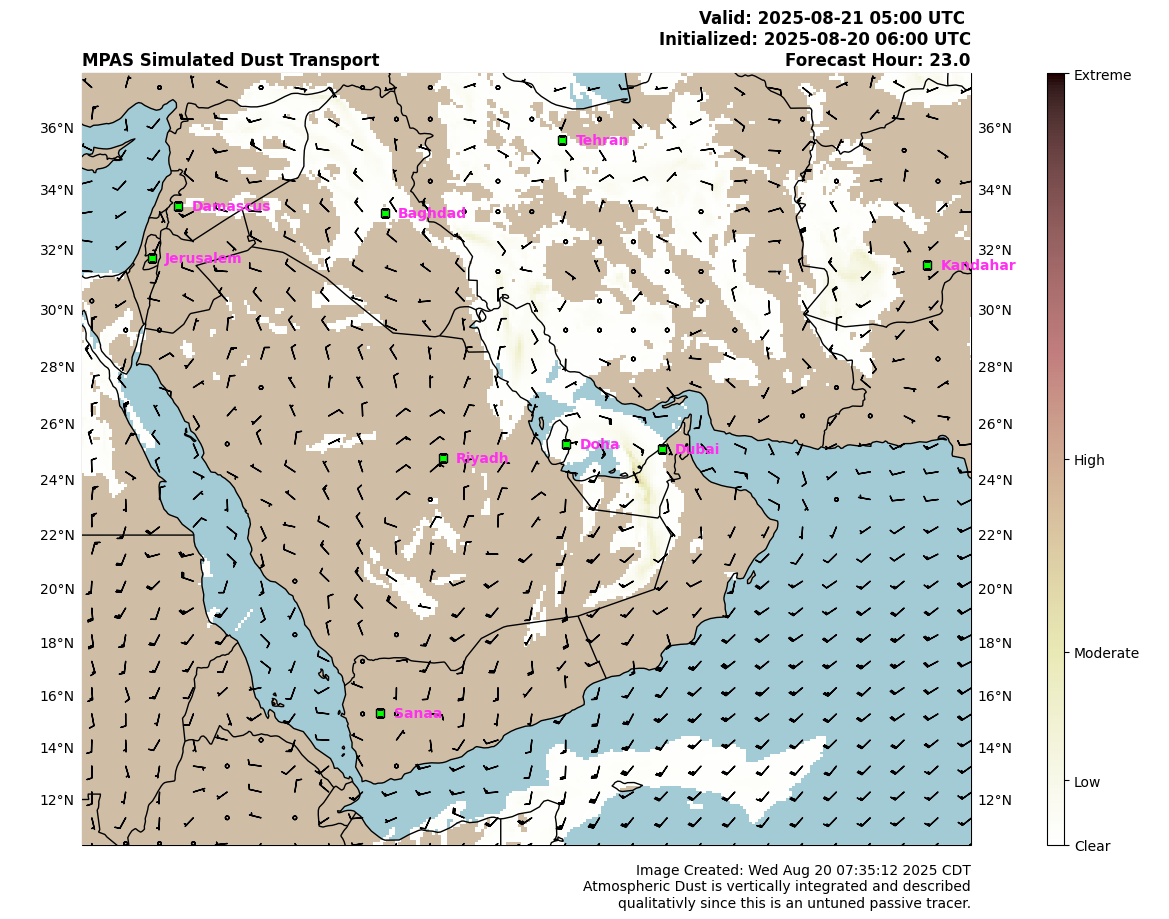 Valid: 2025-08-21 05:00 UTC
Initialized: 2025-08-20 06:00 UTC
MPAS Simulated Dust Transport
Forecast Hour: 23.0
Extreme
High
Moderate
Low
Clear
36°N
34°N
32°N
30°N
28°N
26°N
24°N
22°N
20°N
18°N
16°N
14°N
12°N
36°N
34°N
32°N
30°N
28°N
26°N
24°N
22°N
20°N
18°N
16°N
14°N
12°N
Tehran
Damascus
Baghdad
Jerusalem
Kandahar
Doha
Dubai
Riyadh
Sanaa
Image Created: Wed Aug 20 07:35:12 2025 CDT
Atmospheric Dust is vertically integrated and described
qualitativly since this is an untuned passive tracer.